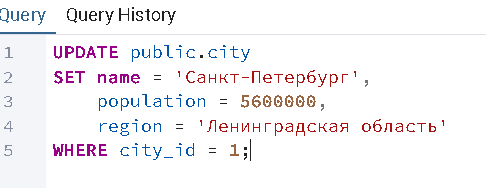 Query Query History
1 UPDATE public.city
2 SET name = 'Санкт-Петербург',
3 population = 5600000,
4 region = 'Ленинградская область'
5 WHERE city_id = 1;